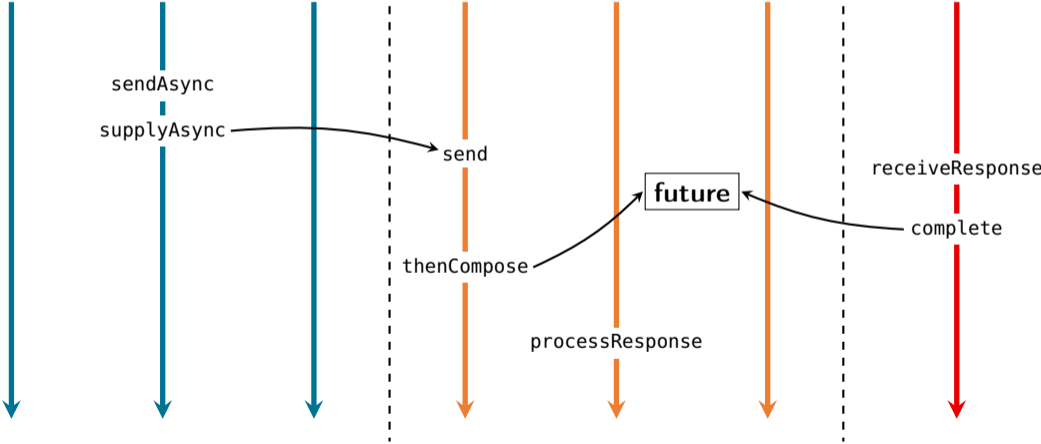 sendAsync
supplyAsync
send
receiveResponse
future
complete
thenCompose
processResponse